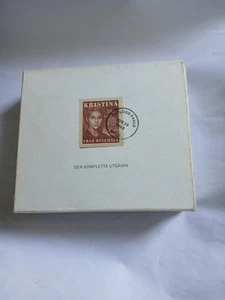 KRISTINA
FRÅN DUVEMÅLA
DEN KOMPLETTA UTGÅVAN